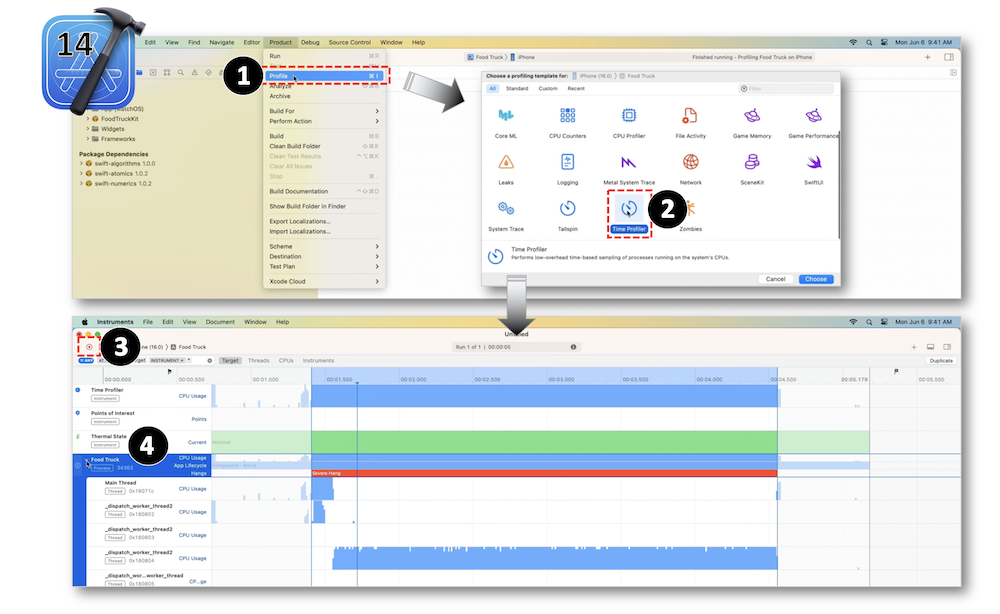 14
Edit View Find Navigate Editor Product Debug Source Control Window Help
Mon Jun 6 9:41 AM
Food Truck iPhone
Finished running - Profiling Food Truck on iPhone
1
Run ⌘R
Profile ⌘I
Analyze
Archive
Build For
Perform Action
Build ⌘B
Clean Build Folder ⇧⌘K
Clean Test Results ^⌥⌘K
Clear All Issues
Stop ⌘.
Build Documentation ^⇧⌘D
Show Build Folder in Finder
Export Localizations...
Import Localizations...
Scheme
Destination
Test Plan
Xcode Cloud
FoodTruckKit
Widgets
Frameworks
Package Dependencies
swift-algorithms 1.0.0
swift-atomics 1.0.2
swift-numerics 1.0.2
Choose a profiling template for: iPhone (16.0) Food Truck
All Standard Custom Recent
Filter
Core ML CPU Counters CPU Profiler File Activity Game Memory Game Performance
Leaks Logging Metal System Trace Network SceneKit SwiftUI
2
System Trace Tailspin Time Profiler Zombies
Time Profiler
Performs low-overhead time-based sampling of processes running on the system's CPUs.
Cancel Choose
Instruments File Edit View Document Window Help
Mon Jun 6 9:41 AM
Untitled
3
ne (16.0) Food Truck
Run 1 of 1 | 00:00:05
INSTRUMENT Target Threads CPUs Instruments
Duplicate
00:00.000 00:00.500 00:01.000 00:01.500 00:02.000 00:02.500 00:03.000 00:03.500 00:04.000 00:04.500 00:05.179 00:05.500
Time Profiler
Instrument
CPU Usage
Points of Interest
Instrument
Points
Thermal State
Instrument
Current
Nominal
4
Food Truck
Process 34363
CPU Usage
App Lifecycle
Hangs
Foreground - Active
Severe Hang
Main Thread
Thread 0x18071c
CPU Usage
_dispatch_worker_thread2
Thread 0x180802
CPU Usage
_dispatch_worker_thread2
Thread 0x180803
CPU Usage
_dispatch_worker_thread2
Thread 0x180804
CPU Usage
_dispatch_wor...worker_thread
Thread 0x180805
CP...ge